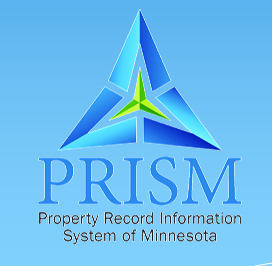 PRISM
Property Record Information
System of Minnesota